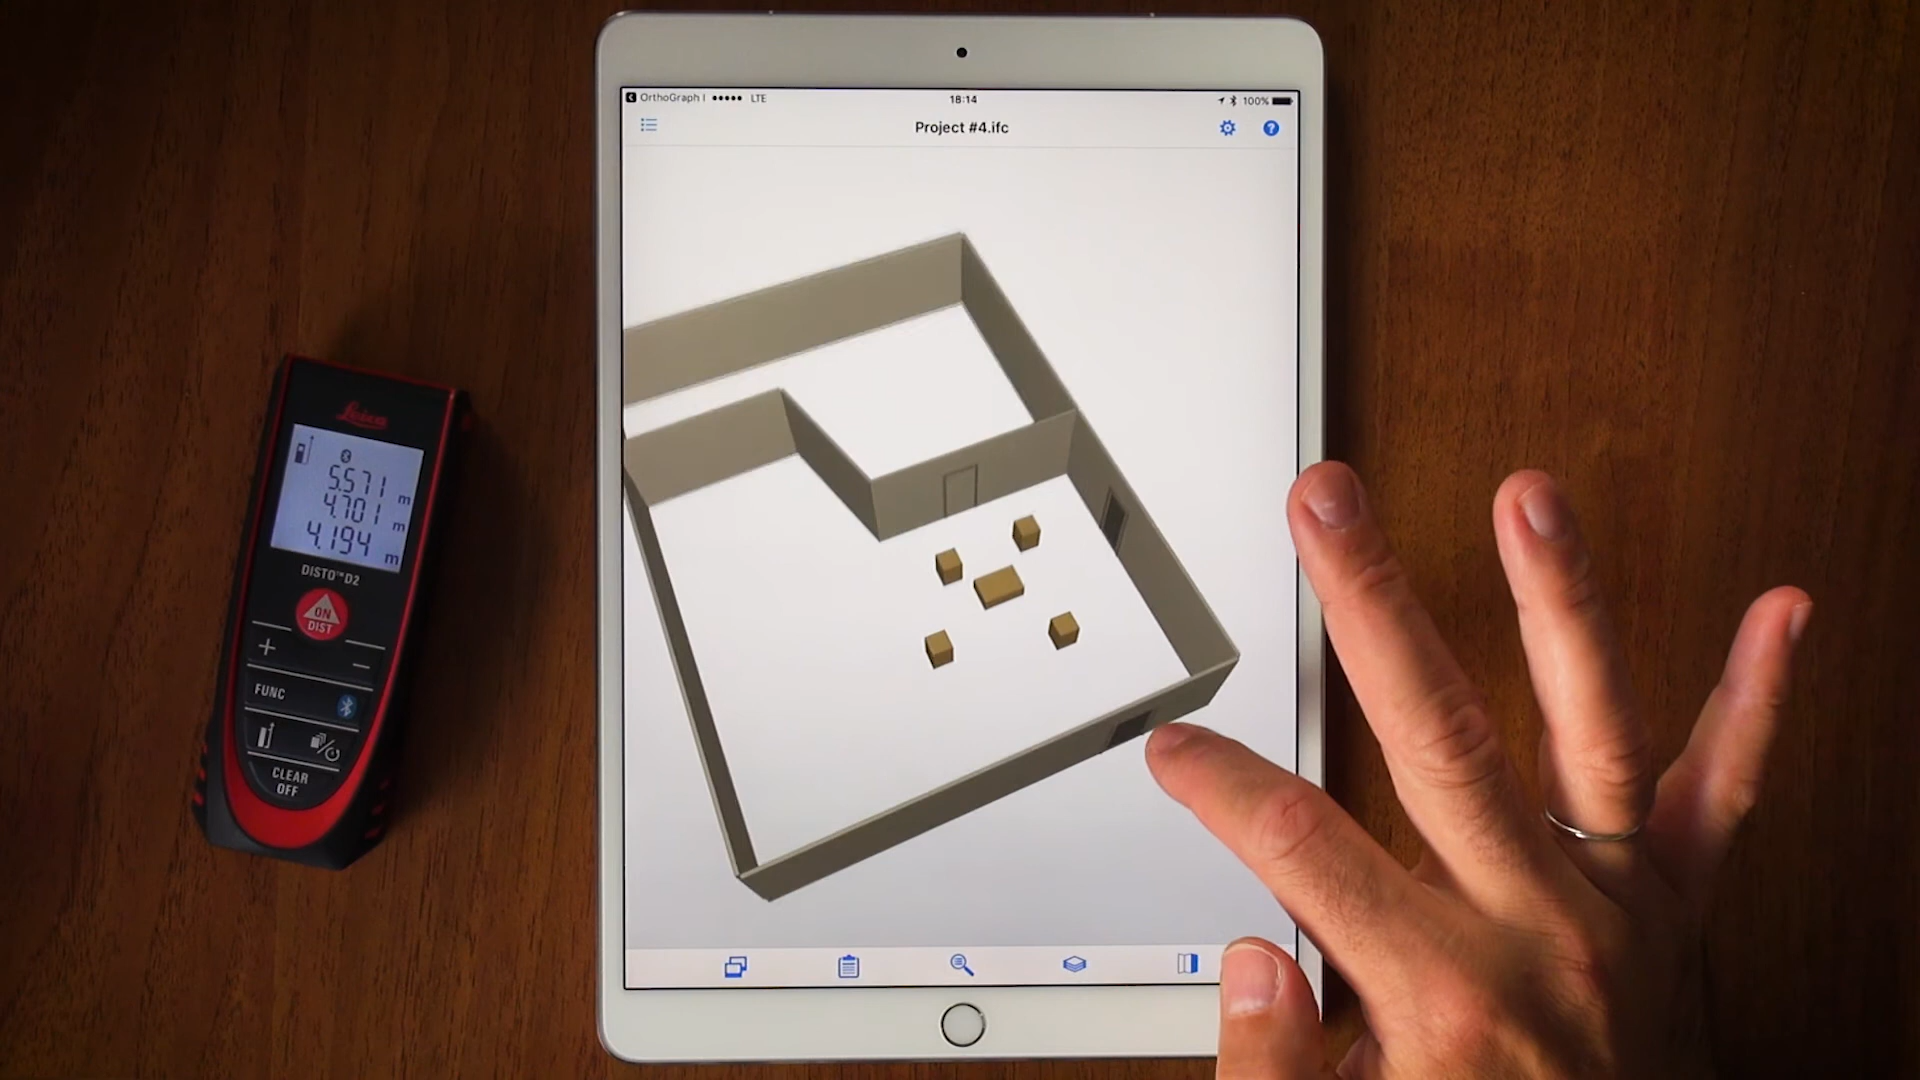 OrthoGraph I ●●●●● LTE 18:14 100%
Project #4.ifc
?
Leica
5.571 m
4.701 m
4.194 m
DISTO™ D2
ON
DIST
+
−
FUNC
CLEAR
OFF